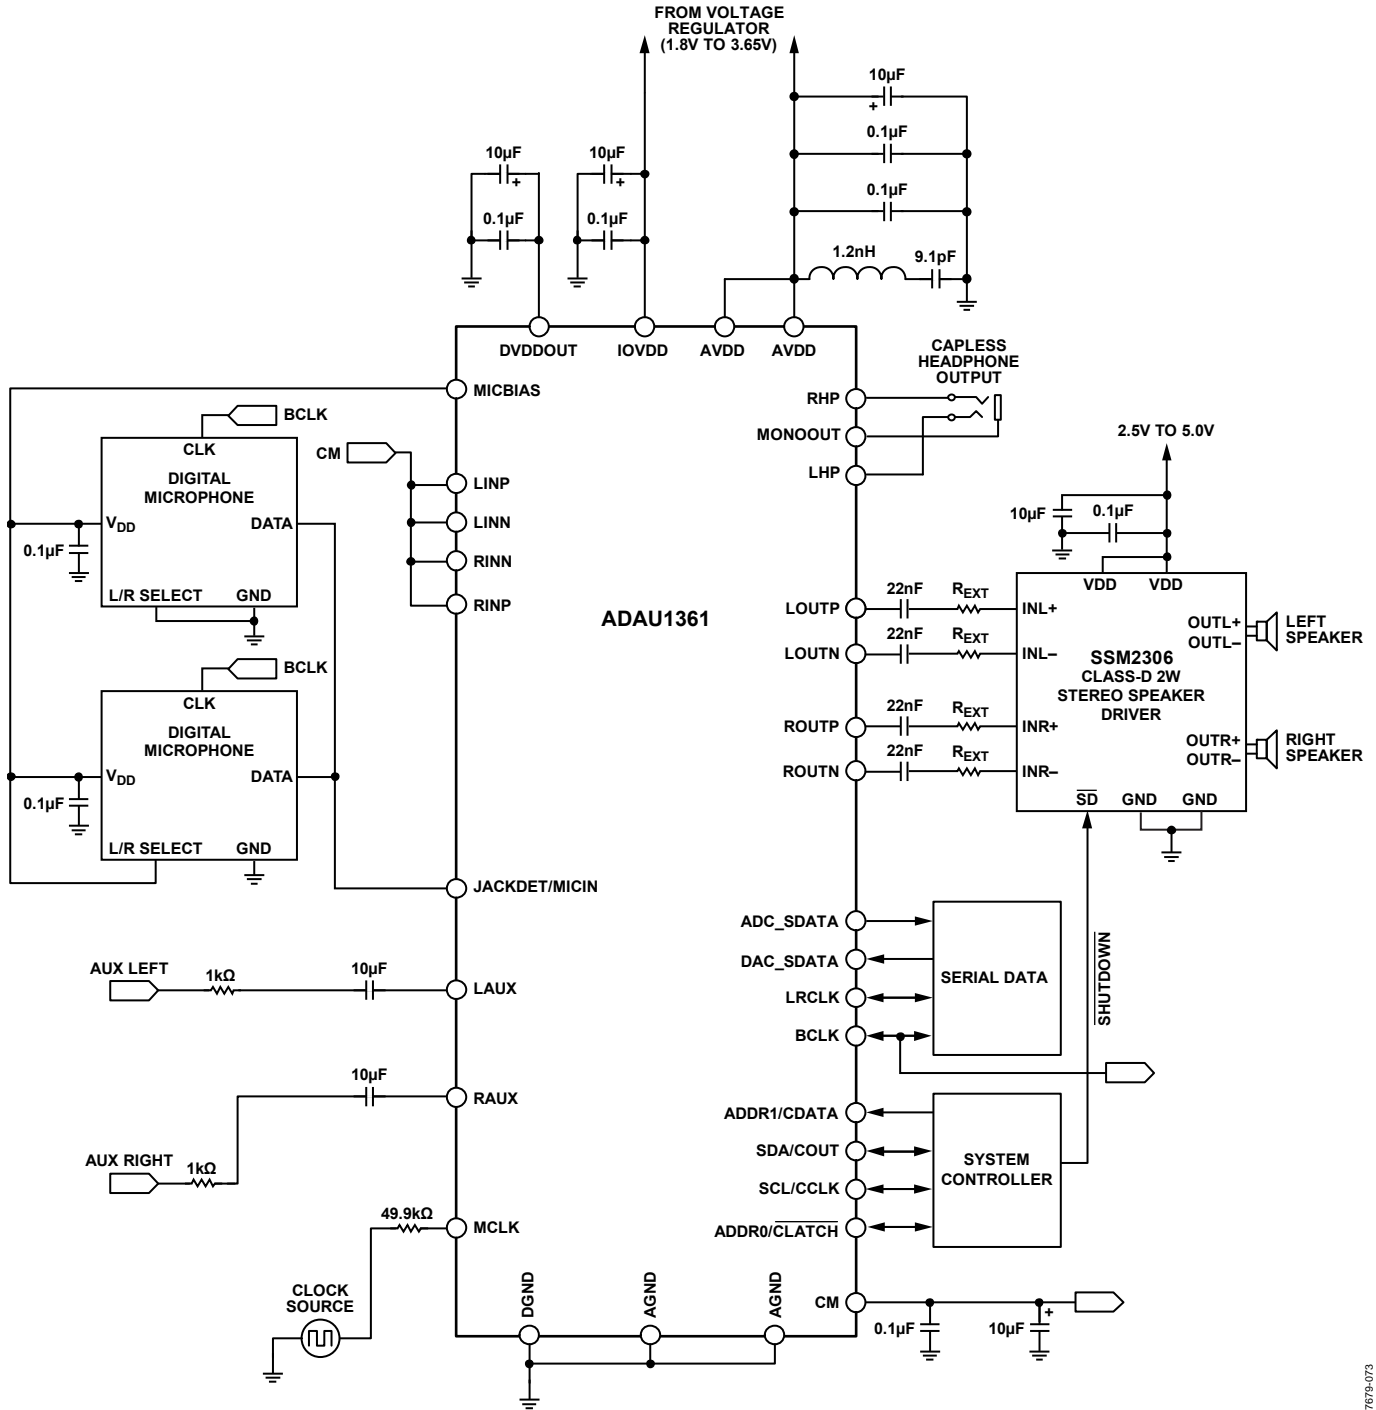 FROM VOLTAGE
REGULATOR
(1.8V TO 3.65V)
10µF
0.1µF
0.1µF
1.2nH
9.1pF
10µF
+
0.1µF
10µF
+
0.1µF
+
DVDDOUT
IOVDD
AVDD
AVDD
MICBIAS
BCLK
CLK
DIGITAL
MICROPHONE
VDD
DATA
0.1µF
L/R SELECT
GND
BCLK
CLK
DIGITAL
MICROPHONE
VDD
DATA
0.1µF
L/R SELECT
GND
CM
LINP
LINN
RINN
RINP
JACKDET/MICIN
AUX LEFT
1kΩ
10µF
LAUX
10µF
RAUX
AUX RIGHT
1kΩ
49.9kΩ
MCLK
CLOCK
SOURCE
ADAU1361
DGND
AGND
AGND
CAPLESS
HEADPHONE
OUTPUT
RHP
MONOOUT
LHP
2.5V TO 5.0V
10µF
0.1µF
VDD
VDD
LOUTP
22nF
REXT
INL+
LOUTN
22nF
REXT
INL–
ROUTP
22nF
REXT
INR+
ROUTN
22nF
REXT
INR–
SSM2306
CLASS-D 2W
STEREO SPEAKER
DRIVER
OUTL+
OUTL–
LEFT
SPEAKER
OUTR+
OUTR–
RIGHT
SPEAKER
SD
GND
GND
SHUTDOWN
ADC_SDATA
DAC_SDATA
LRCLK
BCLK
SERIAL DATA
ADDR1/CDATA
SDA/COUT
SCL/CCLK
ADDR0/CLATCH
SYSTEM
CONTROLLER
CM
0.1µF
10µF
+
7679-073